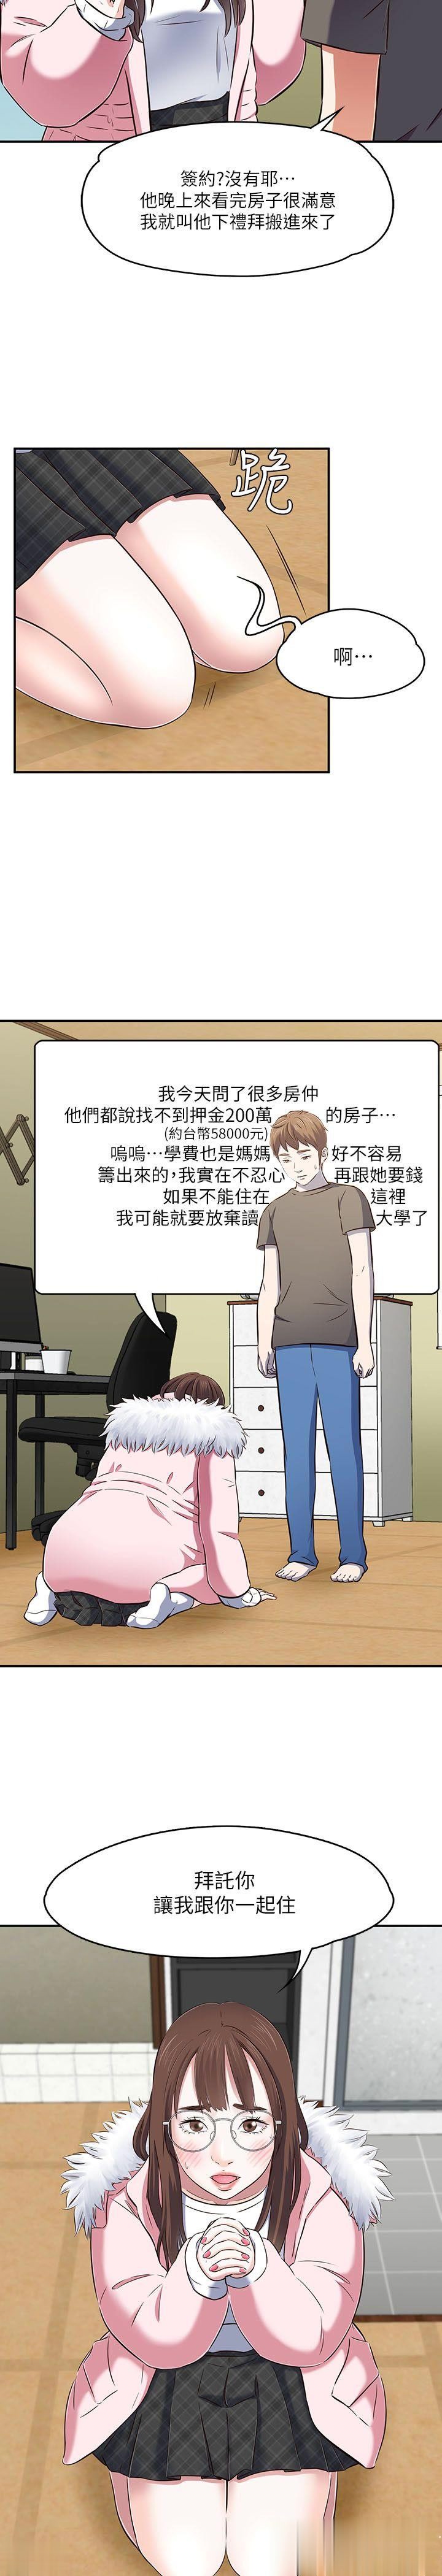 簽約?沒有耶…
他晚上來看完房子很滿意
我就叫他下禮拜搬進來了
跪
啊…
我今天問了很多房仲
他們都說找不到押金200萬 的房子…
(約台幣58000元)
嗚嗚…學費也是媽媽 好不容易
籌出來的,我實在不忍心 再跟她要錢
如果不能住在 這裡
我可能就要放棄讀 大學了
拜託你
讓我跟你一起住